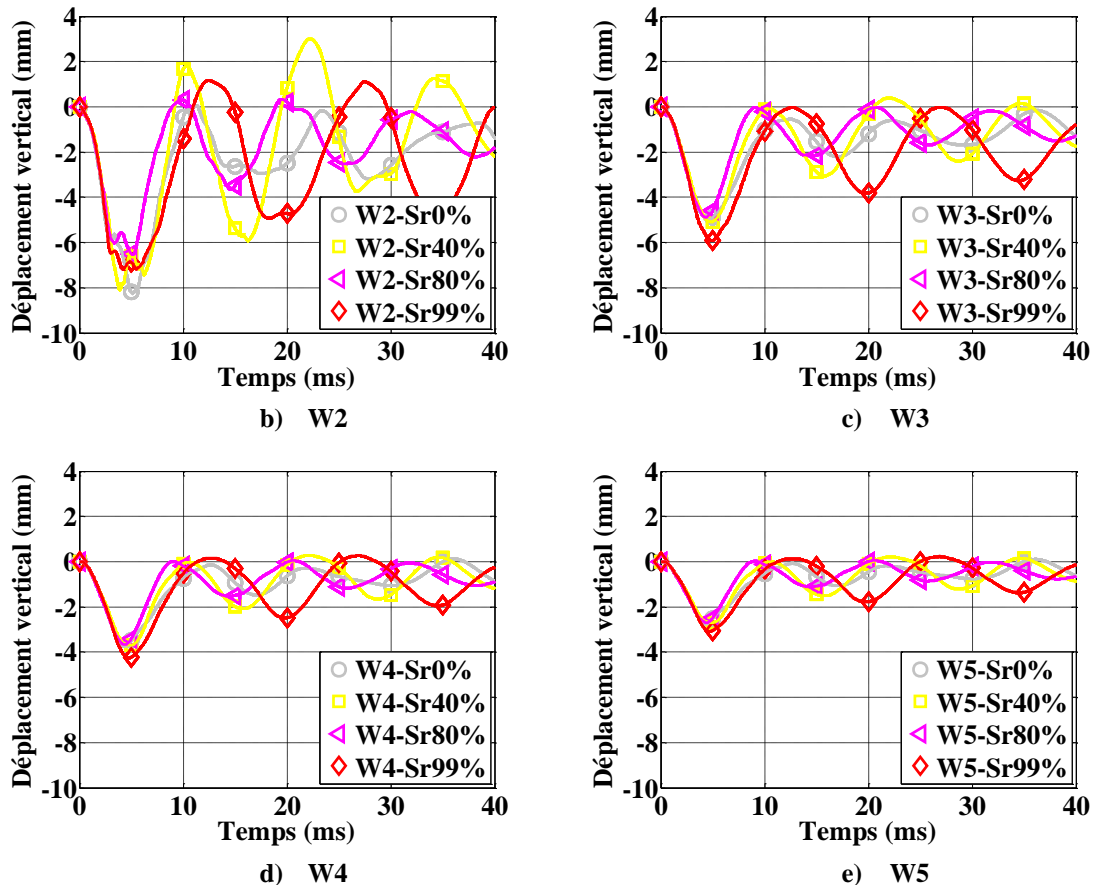 4
2
0
-2
-4
-6
-8
-10
0 10 20 30 40
Déplacement vertical (mm)
Temps (ms)
W2-Sr0%
W2-Sr40%
W2-Sr80%
W2-Sr99%
b) W2
4
2
0
-2
-4
-6
-8
-10
0 10 20 30 40
Déplacement vertical (mm)
Temps (ms)
W3-Sr0%
W3-Sr40%
W3-Sr80%
W3-Sr99%
c) W3
4
2
0
-2
-4
-6
-8
-10
0 10 20 30 40
Déplacement vertical (mm)
Temps (ms)
W4-Sr0%
W4-Sr40%
W4-Sr80%
W4-Sr99%
d) W4
4
2
0
-2
-4
-6
-8
-10
0 10 20 30 40
Déplacement vertical (mm)
Temps (ms)
W5-Sr0%
W5-Sr40%
W5-Sr80%
W5-Sr99%
e) W5